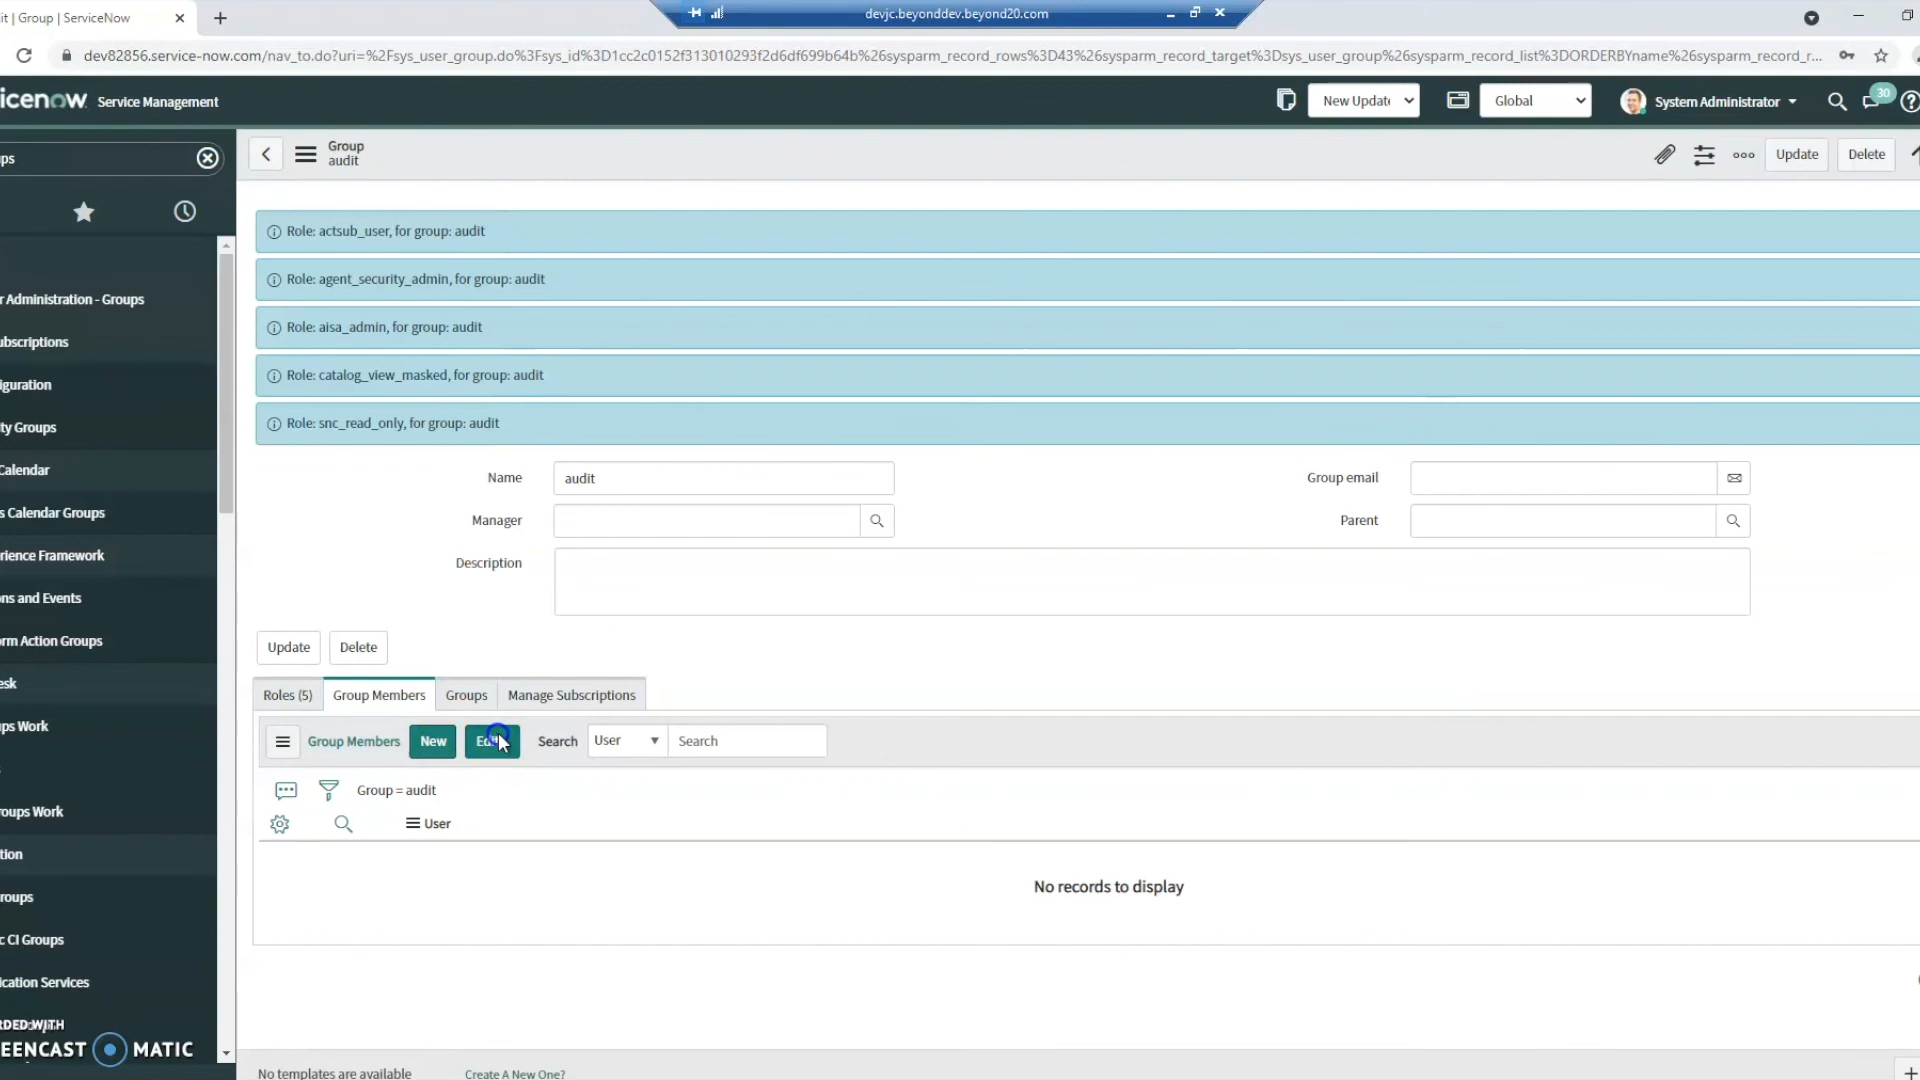 it | Group | ServiceNow
devjc.beyonddev.beyond20.com
dev82856.service-now.com/nav_to.do?uri=%2Fsys_user_group.do%3Fsys_id%3D1cc2c0152f313010293f2d6df699b64b%26sysparm_record_rows%3D43%26sysparm_record_target%3Dsys_user_group%26sysparm_record_list%3DORDERBYname%26sysparm_record_r...
icenow Service Management
New Updat
Global
System Administrator
30
ps
Group
audit
Update
Delete
Role: actsub_user, for group: audit
Role: agent_security_admin, for group: audit
r Administration - Groups
Role: aisa_admin, for group: audit
ubscriptions
Role: catalog_view_masked, for group: audit
iguration
Role: snc_read_only, for group: audit
ty Groups
Calendar
Name
audit
Group email
s Calendar Groups
Manager
Parent
rience Framework
Description
ons and Events
orm Action Groups
Update
Delete
esk
Roles (5)
Group Members
Groups
Manage Subscriptions
ps Work
Group Members
New
Search
User
Search
Group = audit
oups Work
User
tion
No records to display
roups
c CI Groups
ication Services
RDED WITH
EENCAST MATIC
No templates are available
Create A New One?